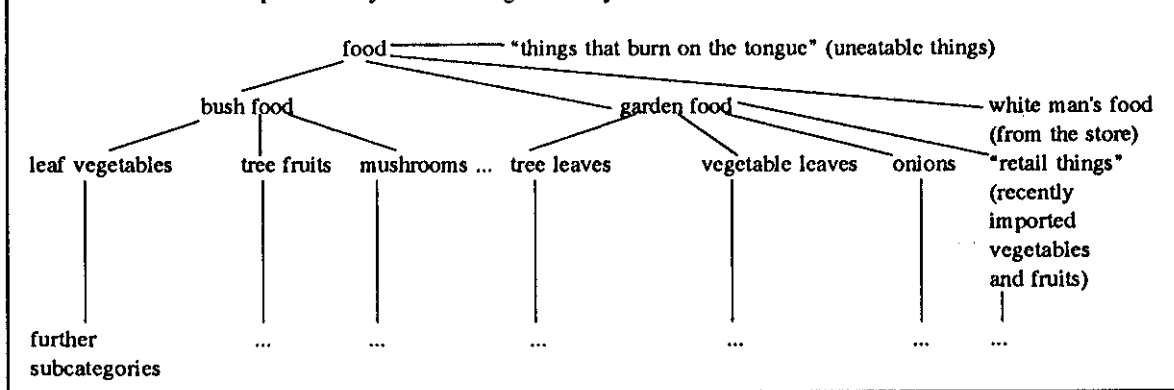 food "things that burn on the tongue" (uneatable things)
bush food garden food white man's food
(from the store)
leaf vegetables tree fruits mushrooms ... tree leaves vegetable leaves onions "retail things"
(recently
imported
vegetables
and fruits)
further ... ... ... ... ... ...
subcategories